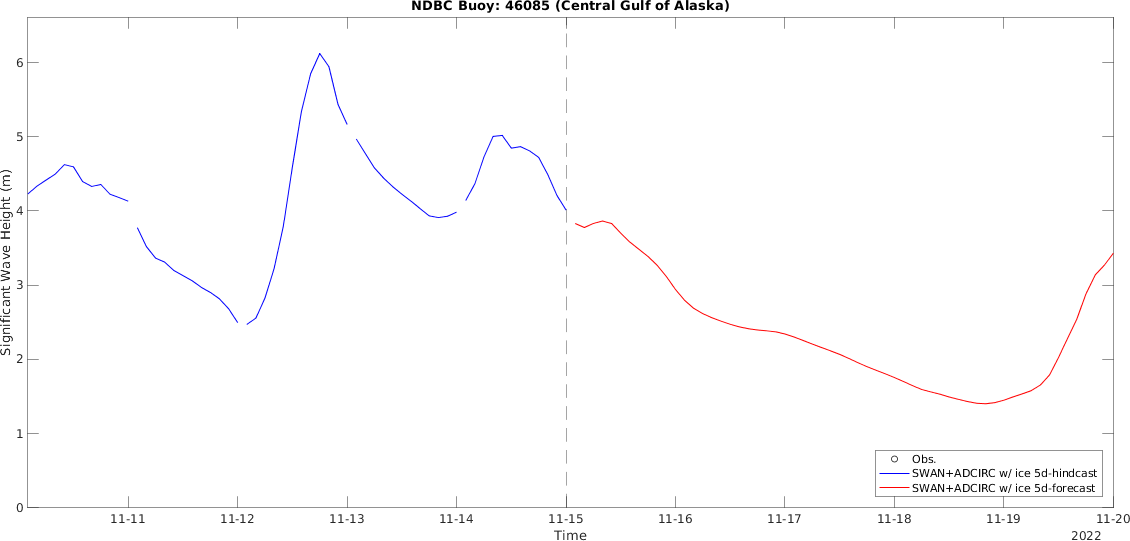 NDBC Buoy: 46085 (Central Gulf of Alaska)
Significant Wave Height (m)
6
5
4
3
2
1
0
Obs.
SWAN+ADCIRC w/ ice 5d-hindcast
SWAN+ADCIRC w/ ice 5d-forecast
11-11 11-12 11-13 11-14 11-15 11-16 11-17 11-18 11-19 11-20
Time
2022